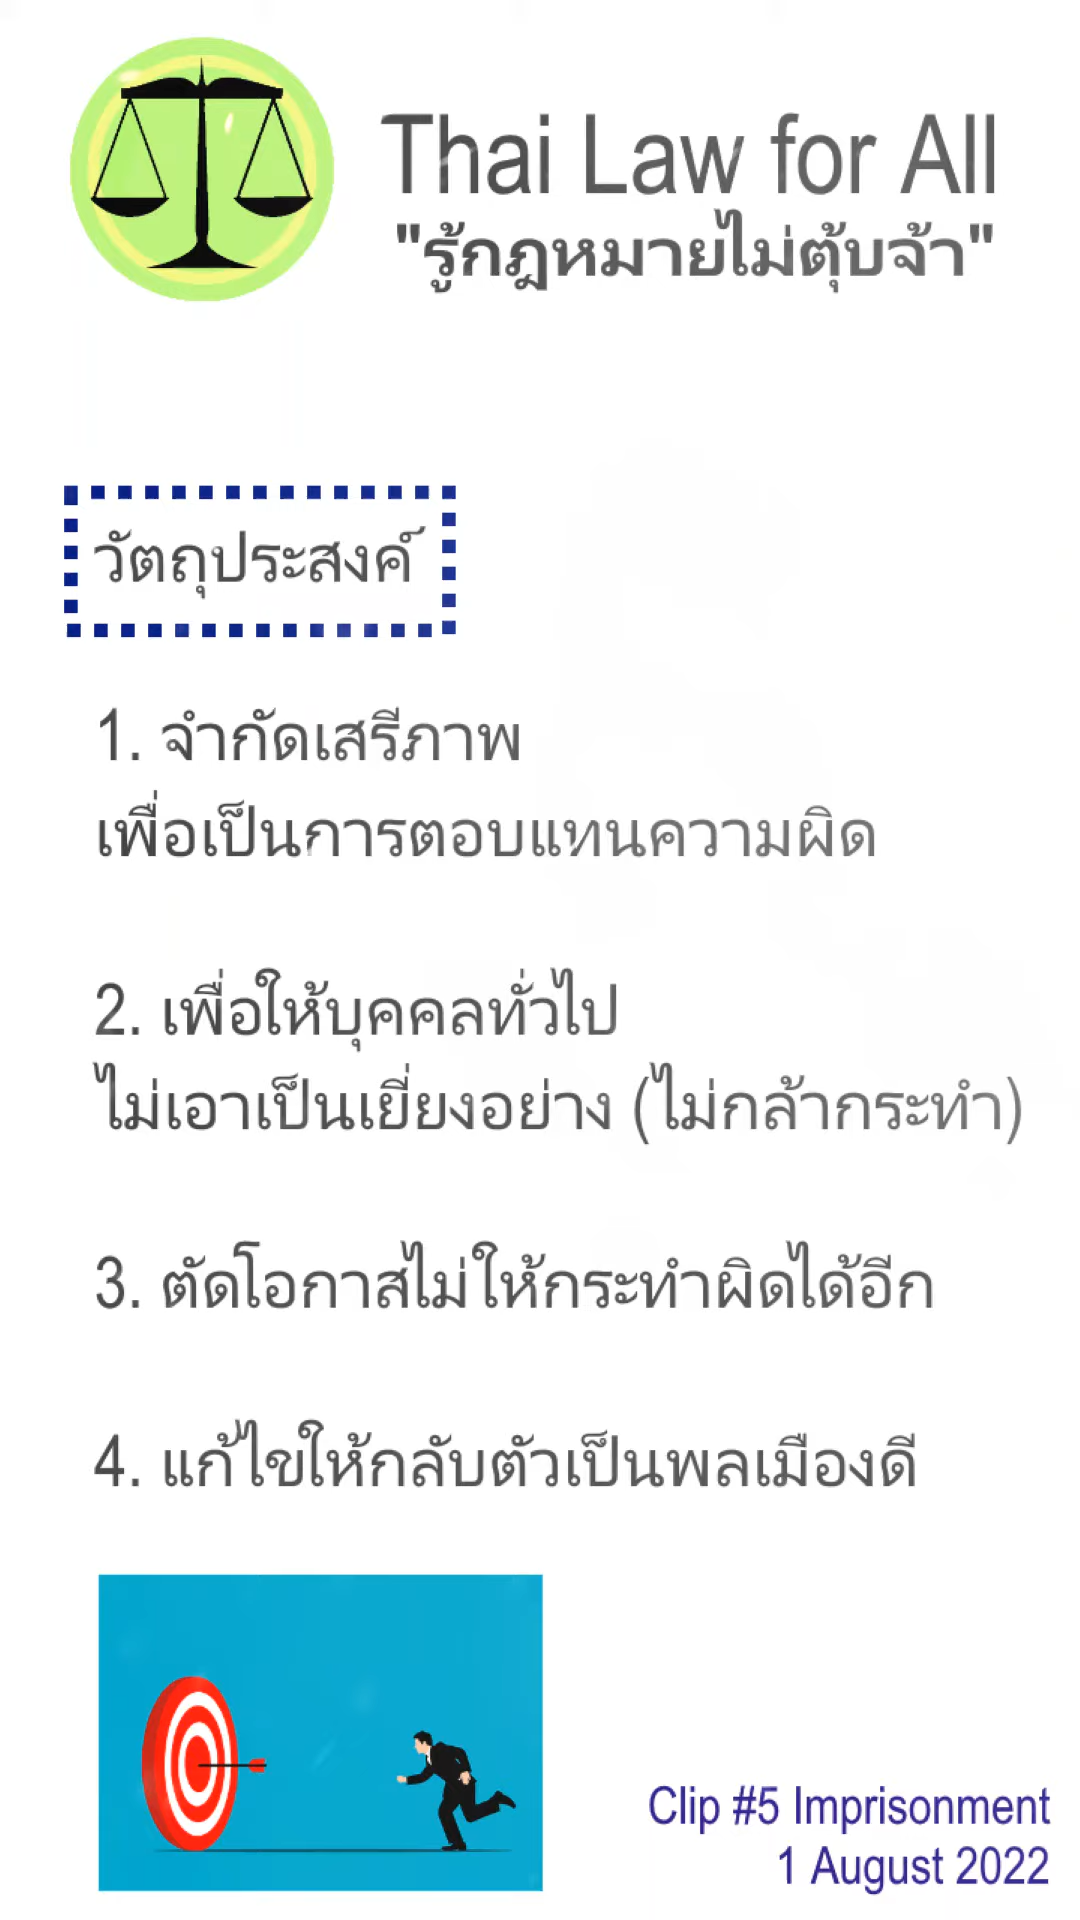 Thai Law for All
"รู้กฎหมายไม่ตุ้บจ้า"
วัตถุประสงค์
1. จำกัดเสรีภาพ
เพื่อเป็นการตอบแทนความผิด
2. เพื่อให้บุคคลทั่วไป
ไม่เอาเป็นเยี่ยงอย่าง (ไม่กล้ากระทำ)
3. ตัดโอกาสไม่ให้กระทำผิดได้อีก
4. แก้ไขให้กลับตัวเป็นพลเมืองดี
Clip #5 Imprisonment
1 August 2022